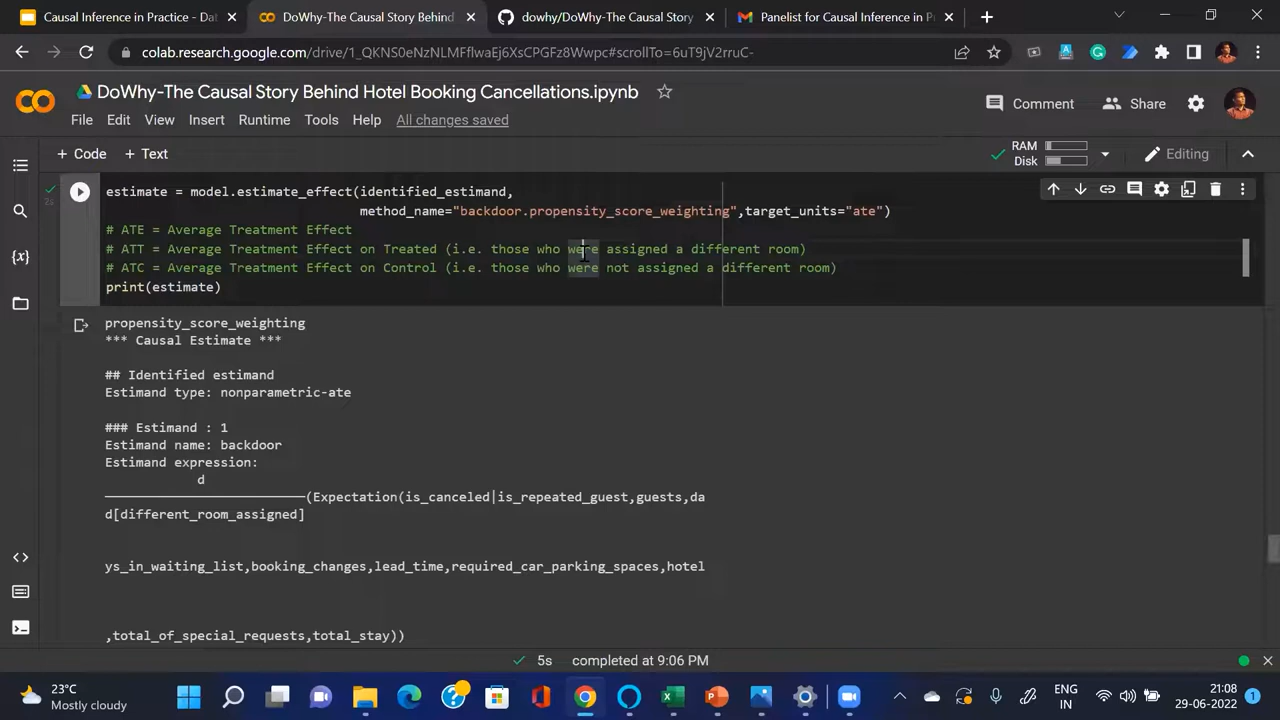 Causal Inference in Practice - Dat
DoWhy-The Causal Story Behind
dowhy/DoWhy-The Causal Story
Panelist for Causal Inference in P
colab.research.google.com/drive/1_QKNS0eNzNLMFflwaEj6XsCPGFz8Wwpc#scrollTo=6uT9jV2rruC-
DoWhy-The Causal Story Behind Hotel Booking Cancellations.ipynb
Comment
Share
File Edit View Insert Runtime Tools Help All changes saved
+ Code + Text
RAM
Disk
Editing
estimate = model.estimate_effect(identified_estimand,
method_name="backdoor.propensity_score_weighting",target_units="ate")
# ATE = Average Treatment Effect
# ATT = Average Treatment Effect on Treated (i.e. those who were assigned a different room)
# ATC = Average Treatment Effect on Control (i.e. those who were not assigned a different room)
print(estimate)
propensity_score_weighting
*** Causal Estimate ***
## Identified estimand
Estimand type: nonparametric-ate
### Estimand : 1
Estimand name: backdoor
Estimand expression:
d
(Expectation(is_canceled|is_repeated_guest,guests,da
d[different_room_assigned]
ys_in_waiting_list,booking_changes,lead_time,required_car_parking_spaces,hotel
,total_of_special_requests,total_stay))
5s completed at 9:06 PM
23°C
Mostly cloudy
ENG
IN
21:08
29-06-2022
1